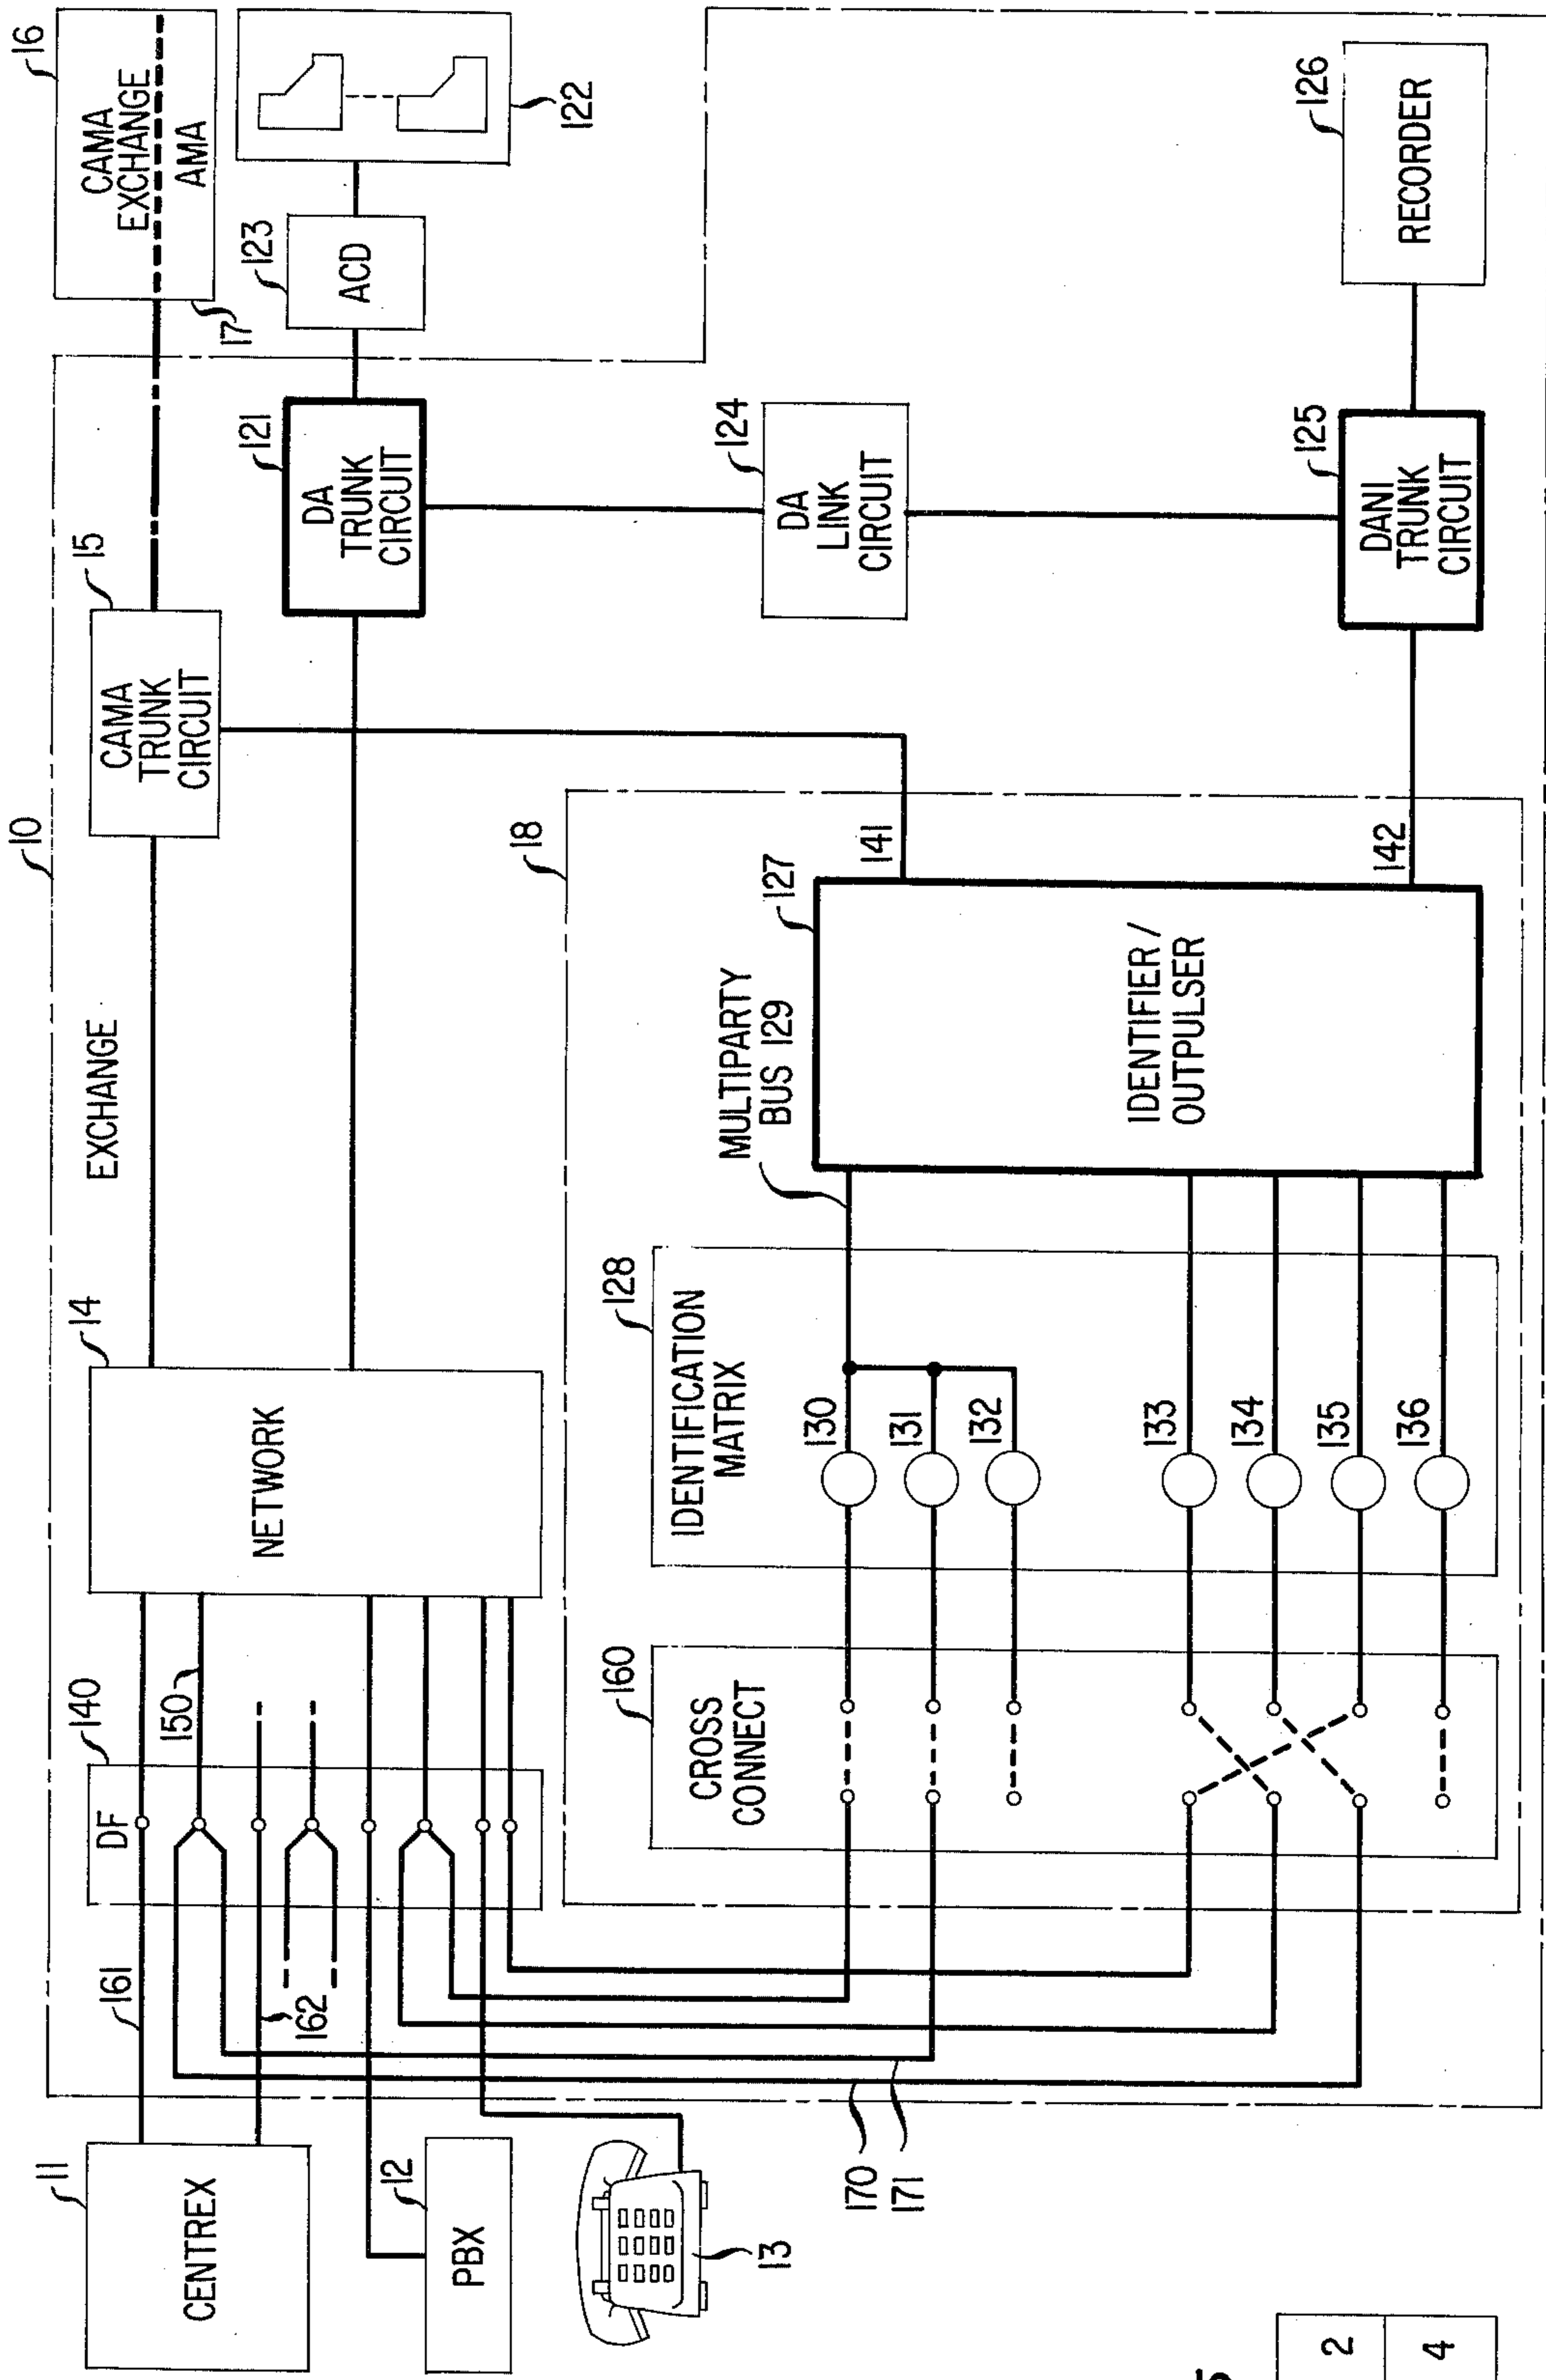 10
EXCHANGE
11
CENTREX
12
PBX
13
161
162
170
171
140
DF
150
14
NETWORK
15
CAMA
TRUNK
CIRCUIT
16
CAMA
EXCHANGE
AMA
17
121
DA
TRUNK
CIRCUIT
123
ACD
122
124
DA
LINK
CIRCUIT
125
DANI
TRUNK
CIRCUIT
126
RECORDER
18
160
CROSS
CONNECT
128
IDENTIFICATION
MATRIX
130
131
132
133
134
135
136
MULTIPARTY
BUS 129
127
IDENTIFIER/
OUTPULSER
141
142
2
4